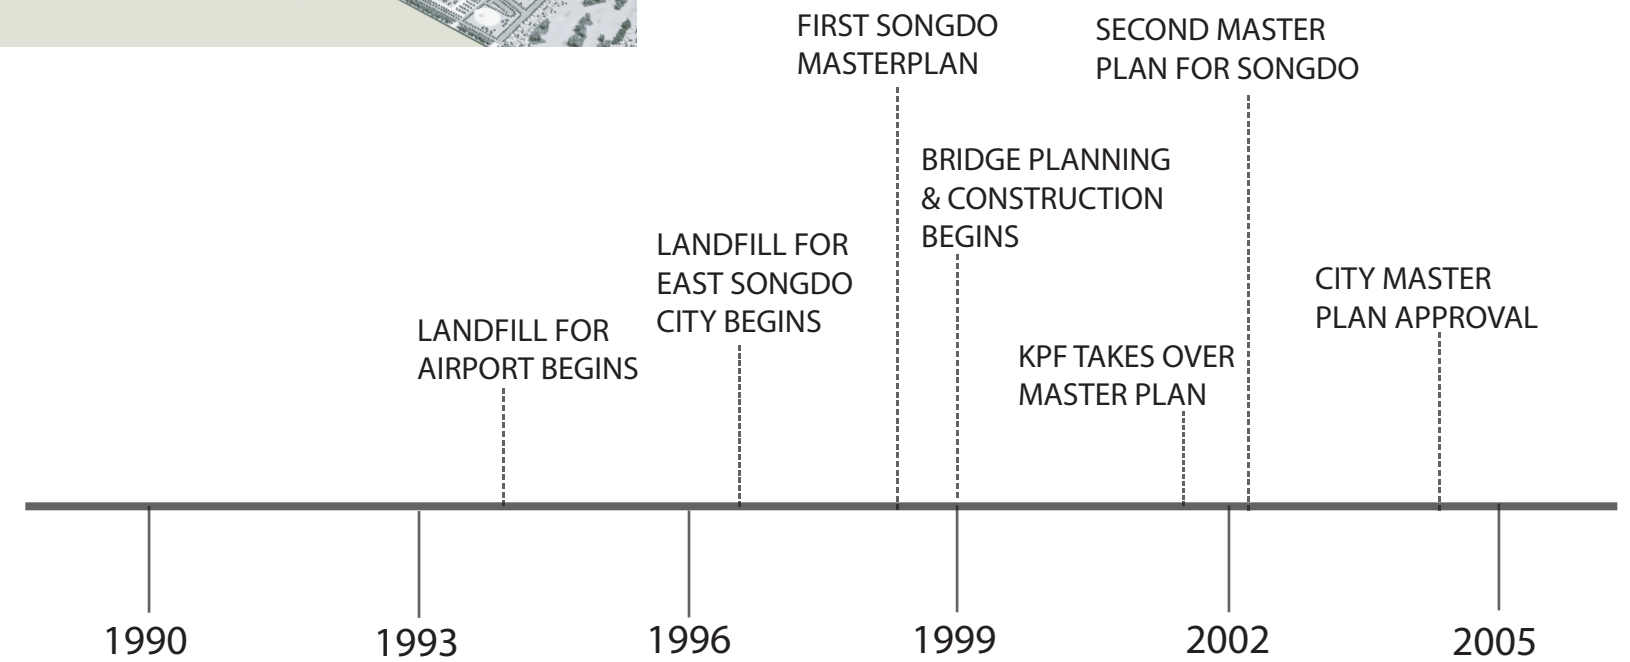 FIRST SONGDO
MASTERPLAN
SECOND MASTER
PLAN FOR SONGDO
BRIDGE PLANNING
& CONSTRUCTION
BEGINS
LANDFILL FOR
EAST SONGDO
CITY BEGINS
CITY MASTER
PLAN APPROVAL
LANDFILL FOR
AIRPORT BEGINS
KPF TAKES OVER
MASTER PLAN
1990
1993
1996
1999
2002
2005